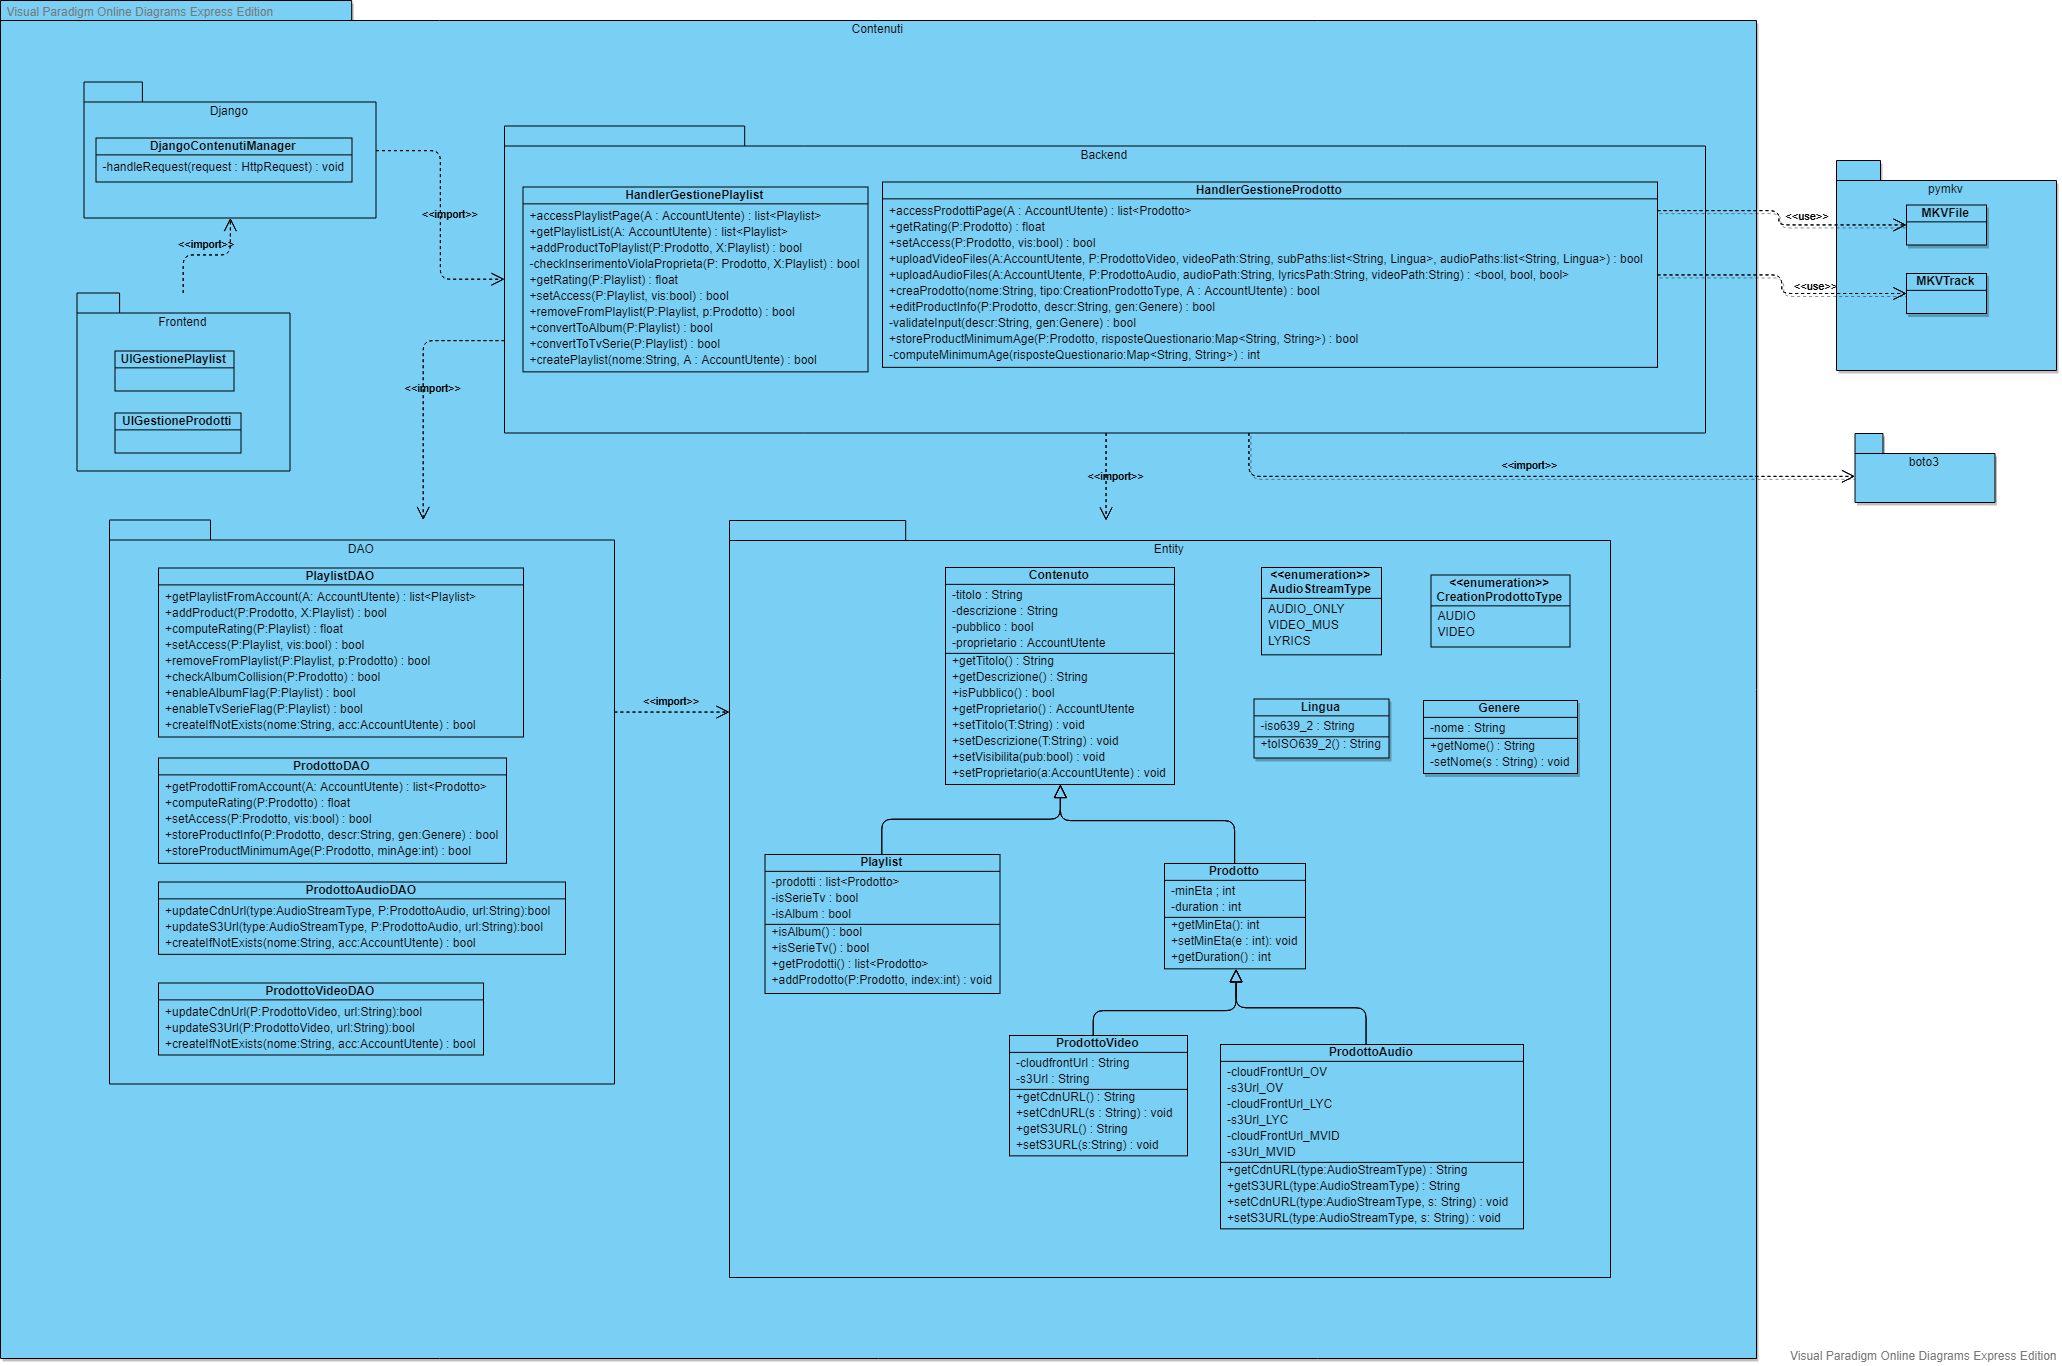 Visual Paradigm Online Diagrams Express Edition
Contenuti
Django
DjangoContenutiManager
-handleRequest(request : HttpRequest) : void
<<import>>
<<import>>
Frontend
UIGestionePlaylist
UIGestioneProdotti
Backend
HandlerGestionePlaylist
+accessPlaylistPage(A : AccountUtente) : list<Playlist>
+getPlaylistList(A: AccountUtente) : list<Playlist>
+addProductToPlaylist(P:Prodotto, X:Playlist) : bool
-checkInserimentoViolaProprieta(P: Prodotto, X:Playlist) : bool
+getRating(P:Playlist) : float
+setAccess(P:Playlist, vis:bool) : bool
+removeFromPlaylist(P:Playlist, p:Prodotto) : bool
+convertToAlbum(P:Playlist) : bool
+convertToTvSerie(P:Playlist) : bool
+createPlaylist(nome:String, A : AccountUtente) : bool
HandlerGestioneProdotto
+accessProdottiPage(A : AccountUtente) : list<Prodotto>
+getRating(P:Prodotto) : float
+setAccess(P:Prodotto, vis:bool) : bool
+uploadVideoFiles(A:AccountUtente, P:ProdottoVideo, videoPath:String, subPaths:list<String, Lingua>, audioPaths:list<String, Lingua>) : bool
+uploadAudioFiles(A:AccountUtente, P:ProdottoAudio, audioPath:String, lyricsPath:String, videoPath:String) : <bool, bool, bool>
+creaProdotto(nome:String, tipo:CreationProdottoType, A : AccountUtente) : bool
+editProductInfo(P:Prodotto, descr:String, gen:Genere) : bool
-validateInput(descr:String, gen:Genere) : bool
+storeProductMinimumAge(P:Prodotto, risposteQuestionario:Map<String, String>) : bool
-computeMinimumAge(risposteQuestionario:Map<String, String>) : int
<<use>>
<<use>>
pymkv
MKVFile
MKVTrack
<<import>>
<<import>>
<<import>>
boto3
DAO
PlaylistDAO
+getPlaylistFromAccount(A: AccountUtente) : list<Playlist>
+addProduct(P:Prodotto, X:Playlist) : bool
+computeRating(P:Playlist) : float
+setAccess(P:Playlist, vis:bool) : bool
+removeFromPlaylist(P:Playlist, p:Prodotto) : bool
+checkAlbumCollision(P:Prodotto) : bool
+enableAlbumFlag(P:Playlist) : bool
+enableTvSerieFlag(P:Playlist) : bool
+createIfNotExists(nome:String, acc:AccountUtente) : bool
ProdottoDAO
+getProdottiFromAccount(A: AccountUtente) : list<Prodotto>
+computeRating(P:Prodotto) : float
+setAccess(P:Prodotto, vis:bool) : bool
+storeProductInfo(P:Prodotto, descr:String, gen:Genere) : bool
+storeProductMinimumAge(P:Prodotto, minAge:int) : bool
ProdottoAudioDAO
+updateCdnUrl(type:AudioStreamType, P:ProdottoAudio, url:String):bool
+updateS3Url(type:AudioStreamType, P:ProdottoAudio, url:String):bool
+createIfNotExists(nome:String, acc:AccountUtente) : bool
ProdottoVideoDAO
+updateCdnUrl(P:ProdottoVideo, url:String):bool
+updateS3Url(P:ProdottoVideo, url:String):bool
+createIfNotExists(nome:String, acc:AccountUtente) : bool
<<import>>
Entity
Contenuto
-titolo : String
-descrizione : String
-pubblico : bool
-proprietario : AccountUtente
+getTitolo() : String
+getDescrizione() : String
+isPubblico() : bool
+getProprietario() : AccountUtente
+setTitolo(T:String) : void
+setDescrizione(T:String) : void
+setVisibilita(pub:bool) : void
+setProprietario(a:AccountUtente) : void
<<enumeration>>
AudioStreamType
AUDIO_ONLY
VIDEO_MUS
LYRICS
<<enumeration>>
CreationProdottoType
AUDIO
VIDEO
Lingua
-iso639_2 : String
+toISO639_2() : String
Genere
-nome : String
+getNome() : String
-setNome(s : String) : void
Playlist
-prodotti : list<Prodotto>
-isSerieTv : bool
-isAlbum : bool
+isAlbum() : bool
+isSerieTv() : bool
+getProdotti() : list<Prodotto>
+addProdotto(P:Prodotto, index:int) : void
Prodotto
-minEta ; int
-duration : int
+getMinEta(): int
+setMinEta(e : int): void
+getDuration() : int
ProdottoVideo
-cloudfrontUrl : String
-s3Url : String
+getCdnURL() : String
+setCdnURL(s : String) : void
+getS3URL() : String
+setS3URL(s:String) : void
ProdottoAudio
-cloudFrontUrl_OV
-s3Url_OV
-cloudFrontUrl_LYC
-s3Url_LYC
-cloudFrontUrl_MVID
-s3Url_MVID
+getCdnURL(type:AudioStreamType) : String
+getS3URL(type:AudioStreamType) : String
+setCdnURL(type:AudioStreamType, s: String) : void
+setS3URL(type:AudioStreamType, s: String) : void
Visual Paradigm Online Diagrams Express Edition